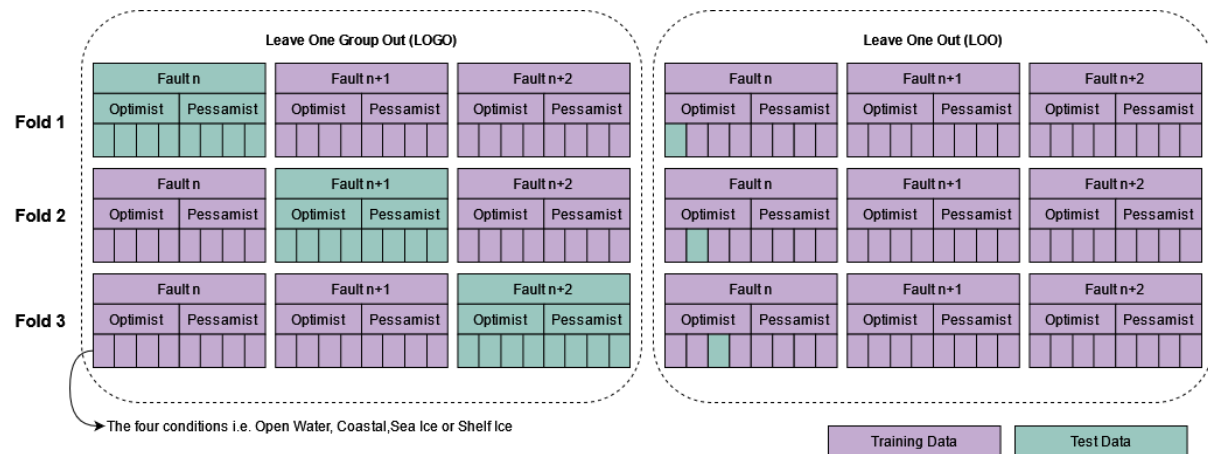 Leave One Group Out (LOGO)
Leave One Out (LOO)
Fold 1
Fault n Fault n+1 Fault n+2 Fault n Fault n+1 Fault n+2
Optimist Pessamist Optimist Pessamist Optimist Pessamist Optimist Pessamist Optimist Pessamist Optimist Pessamist
Fold 2
Fault n Fault n+1 Fault n+2 Fault n Fault n+1 Fault n+2
Optimist Pessamist Optimist Pessamist Optimist Pessamist Optimist Pessamist Optimist Pessamist Optimist Pessamist
Fold 3
Fault n Fault n+1 Fault n+2 Fault n Fault n+1 Fault n+2
Optimist Pessamist Optimist Pessamist Optimist Pessamist Optimist Pessamist Optimist Pessamist Optimist Pessamist
The four conditions i.e. Open Water, Coastal,Sea Ice or Shelf Ice
Training Data
Test Data